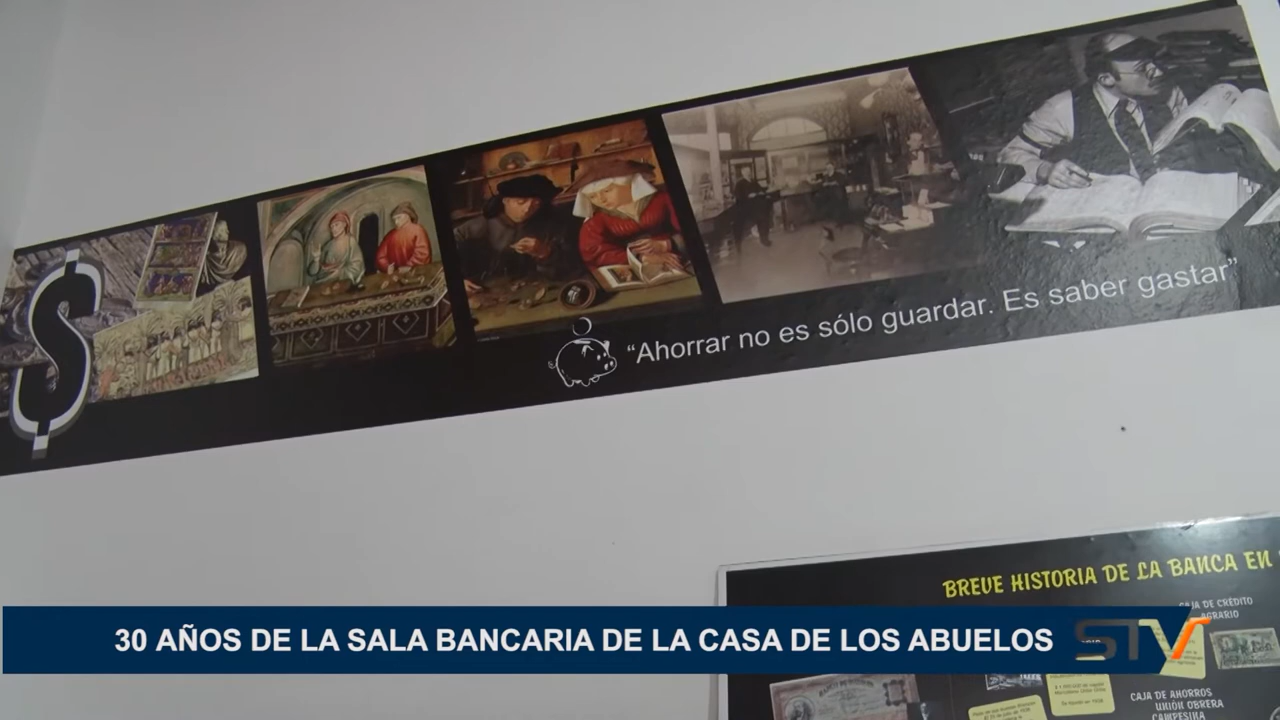 $
“Ahorrar no es sólo guardar. Es saber gastar”
BREVE HISTORIA DE LA BANCA EN
CAJA DE CRÉDITO
AGRARIO
30 AÑOS DE LA SALA BANCARIA DE LA CASA DE LOS ABUELOS
STV
CAJA DE AHORROS
UNIÓN OBRERA
CAMPESINA